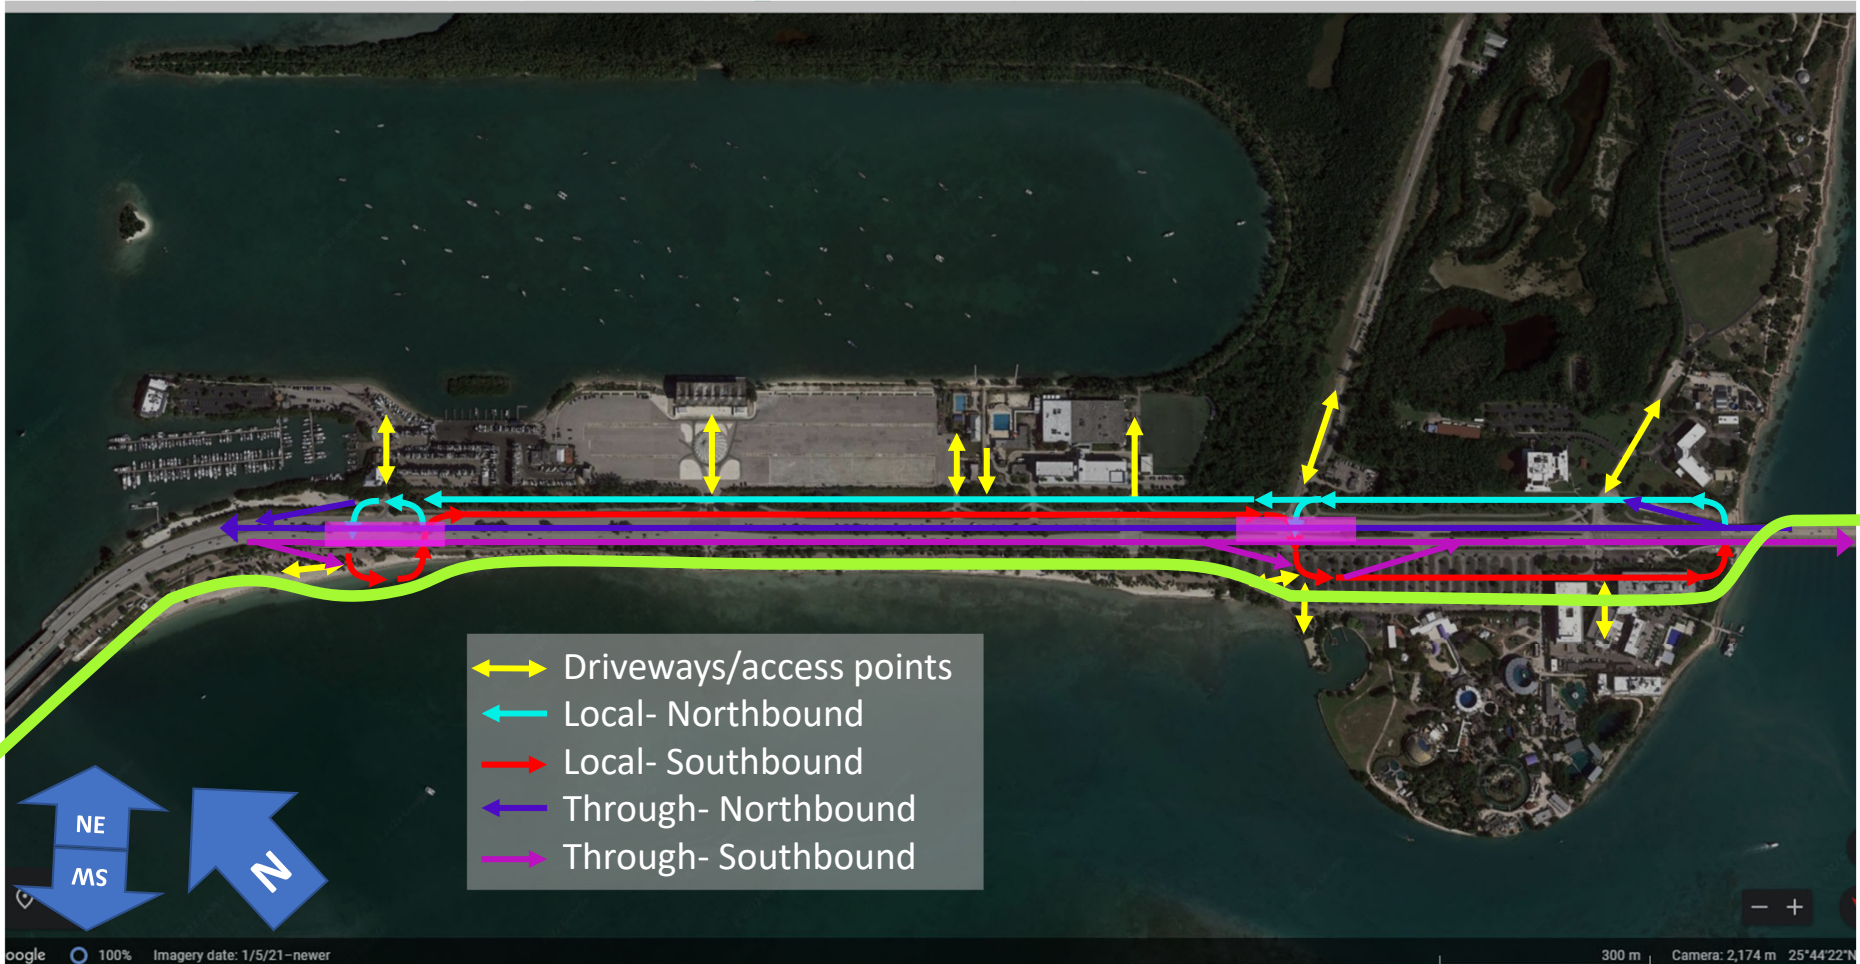 Driveways/access points
Local- Northbound
Local- Southbound
Through- Northbound
Through- Southbound
NE
SW
N
oogle 100% Imagery date: 1/5/21–newer 300 m Camera: 2,174 m 25°44'22"N